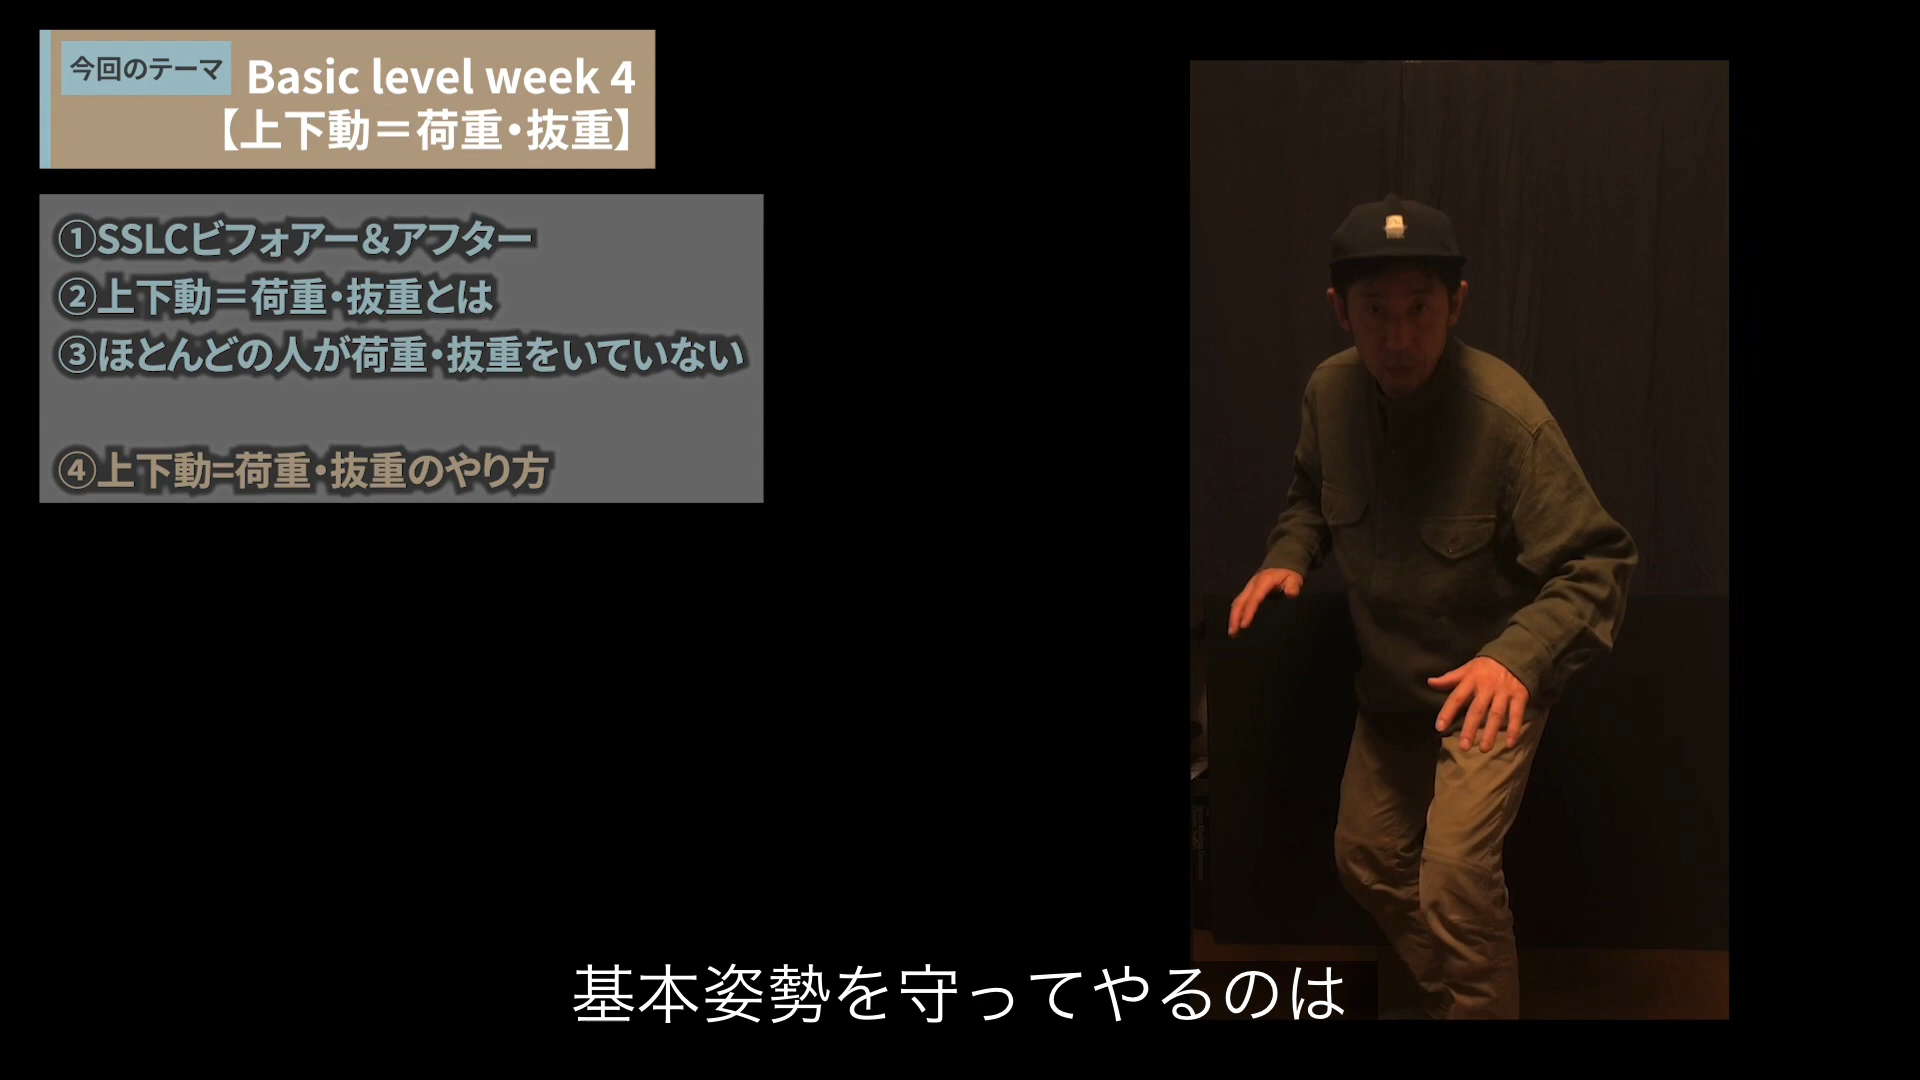 今回のテーマ
Basic level week 4
【上下動＝荷重・抜重】
①SSLCビフォアー＆アフター
②上下動＝荷重・抜重とは
③ほとんどの人が荷重・抜重をいていない
④上下動=荷重・抜重のやり方
基本姿勢を守ってやるのは